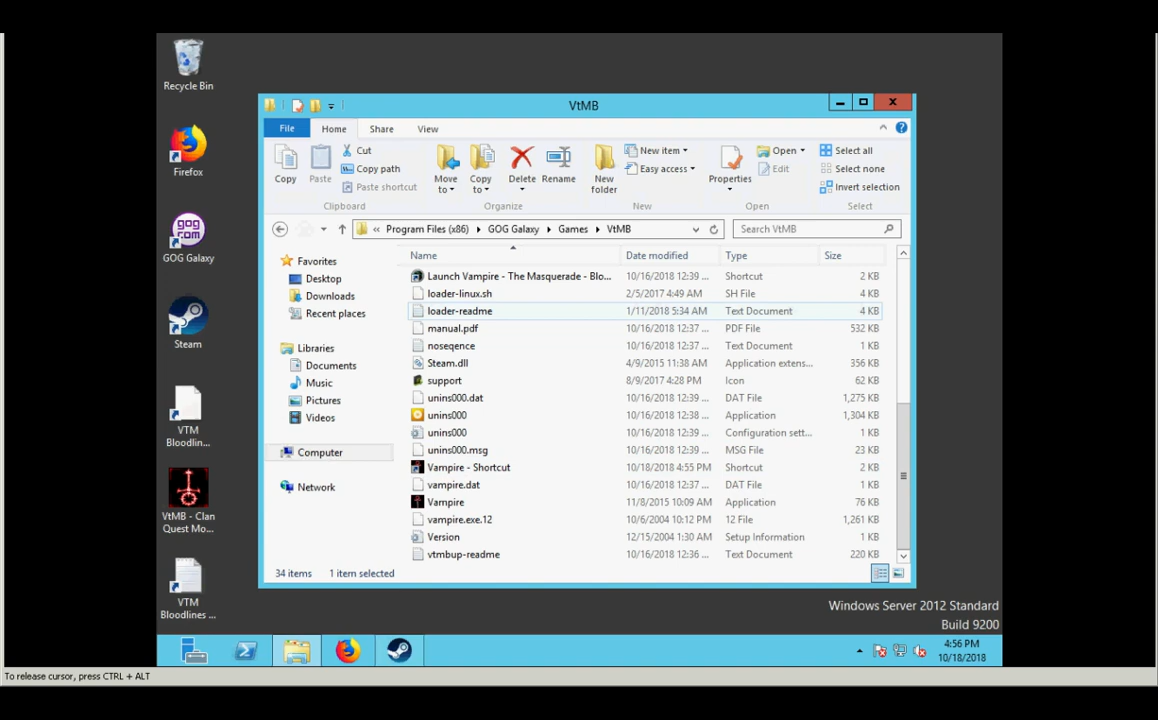 Recycle Bin
Firefox
GOG Galaxy
Steam
VTM
Bloodlin...
VtMB - Clan
Quest Mo...
VTM
Bloodlines ...
VtMB
File
Home
Share
View
Copy
Paste
Cut
Copy path
Paste shortcut
Clipboard
Move
to
Copy
to
Delete
Rename
Organize
New
folder
New item
Easy access
New
Properties
Open
Edit
Open
Select all
Select none
Invert selection
Select
« Program Files (x86) GOG Galaxy Games VtMB
Search VtMB
Favorites
Desktop
Downloads
Recent places
Libraries
Documents
Music
Pictures
Videos
Computer
Network
Name Date modified Type Size
Launch Vampire - The Masquerade - Blo... 10/16/2018 12:39 ... Shortcut 2 KB
loader-linux.sh 2/5/2017 4:49 AM SH File 4 KB
loader-readme 1/11/2018 5:34 AM Text Document 4 KB
manual.pdf 10/16/2018 12:37 ... PDF File 532 KB
noseqence 10/16/2018 12:37 ... Text Document 1 KB
Steam.dll 4/9/2015 11:38 AM Application extens... 356 KB
support 8/9/2017 4:28 PM Icon 62 KB
unins000.dat 10/16/2018 12:39 ... DAT File 1,275 KB
unins000 10/16/2018 12:38 ... Application 1,304 KB
unins000 10/16/2018 12:39 ... Configuration sett... 1 KB
unins000.msg 10/16/2018 12:39 ... MSG File 23 KB
Vampire - Shortcut 10/18/2018 4:55 PM Shortcut 2 KB
vampire.dat 10/16/2018 12:37 ... DAT File 1 KB
Vampire 11/8/2015 10:09 AM Application 76 KB
vampire.exe.12 10/6/2004 10:12 PM 12 File 1,261 KB
Version 12/15/2004 1:30 AM Setup Information 1 KB
vtmbup-readme 10/16/2018 12:36 ... Text Document 220 KB
34 items 1 item selected
Windows Server 2012 Standard
Build 9200
4:56 PM
10/18/2018
To release cursor, press CTRL + ALT